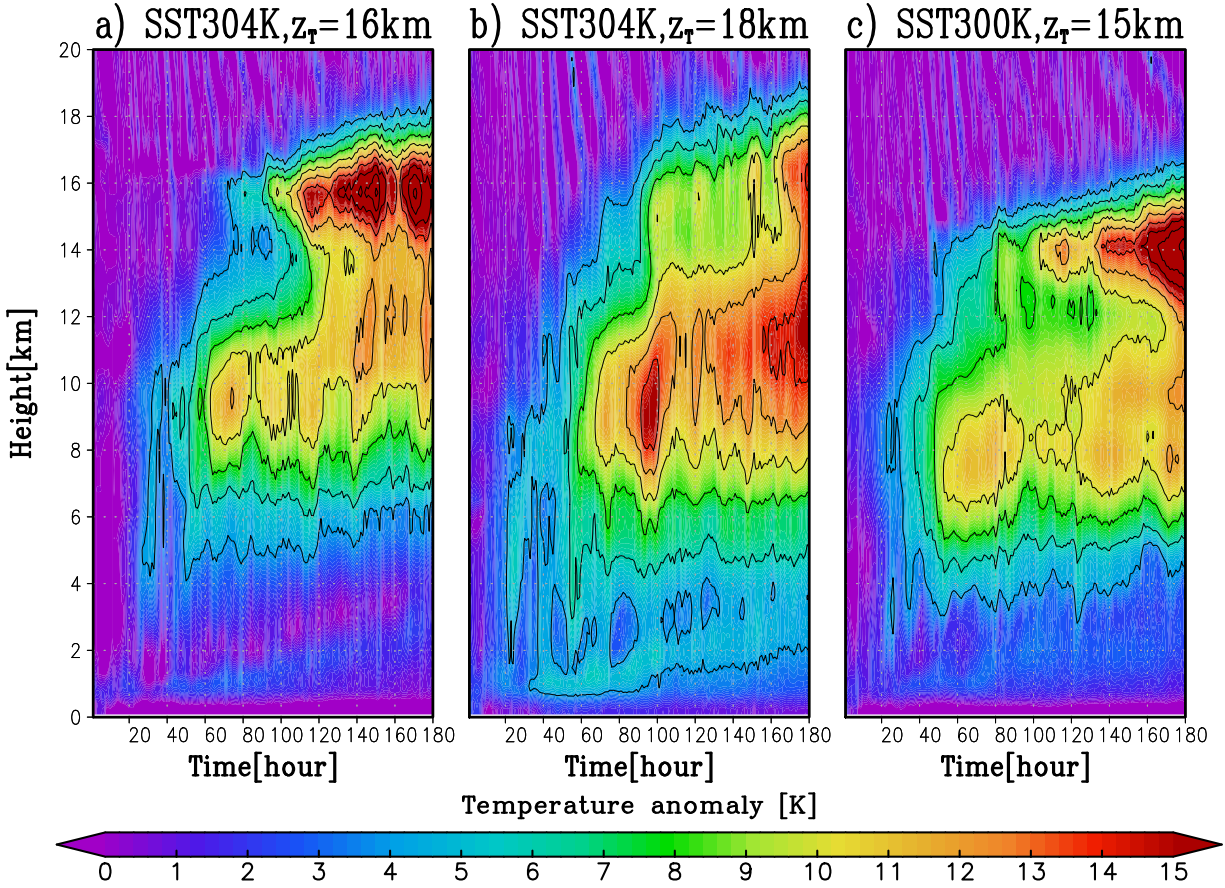 a) SST304K,zT=16km
b) SST304K,zT=18km
c) SST300K,zT=15km
20
18
16
14
12
10
8
6
4
2
0
Height[km]
20 40 60 80 100 120 140 160 180
20 40 60 80 100 120 140 160 180
20 40 60 80 100 120 140 160 180
Time[hour]
Time[hour]
Time[hour]
Temperature anomaly [K]
0 1 2 3 4 5 6 7 8 9 10 11 12 13 14 15